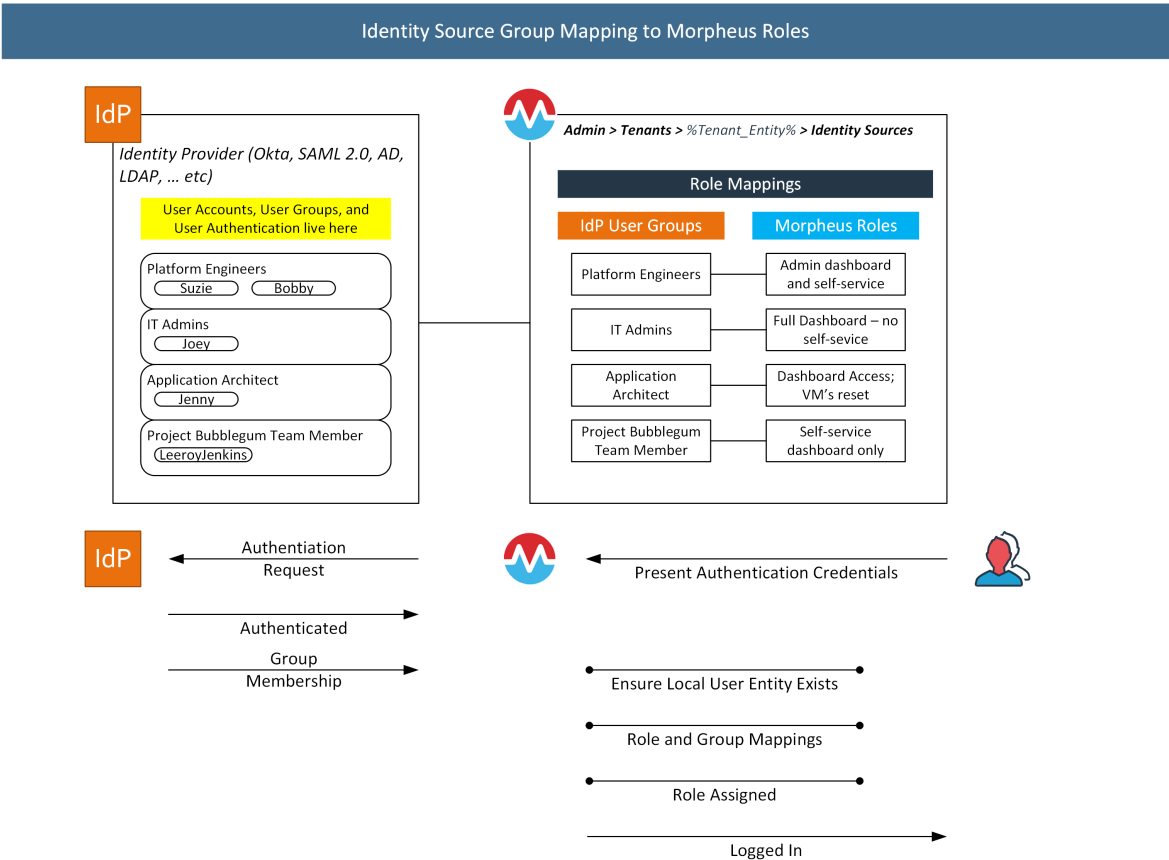 Identity Source Group Mapping to Morpheus Roles
IdP
Identity Provider (Okta, SAML 2.0, AD,
LDAP, … etc)
User Accounts, User Groups, and
User Authentication live here
Platform Engineers
Suzie
Bobby
IT Admins
Joey
Application Architect
Jenny
Project Bubblegum Team Member
LeeroyJenkins
Admin > Tenants > %Tenant_Entity% > Identity Sources
Role Mappings
IdP User Groups
Morpheus Roles
Platform Engineers
Admin dashboard
and self-service
IT Admins
Full Dashboard – no
self-sevice
Application
Architect
Dashboard Access;
VM's reset
Project Bubblegum
Team Member
Self-service
dashboard only
IdP
Authentiation
Request
Present Authentication Credentials
Authenticated
Group
Membership
Ensure Local User Entity Exists
Role and Group Mappings
Role Assigned
Logged In